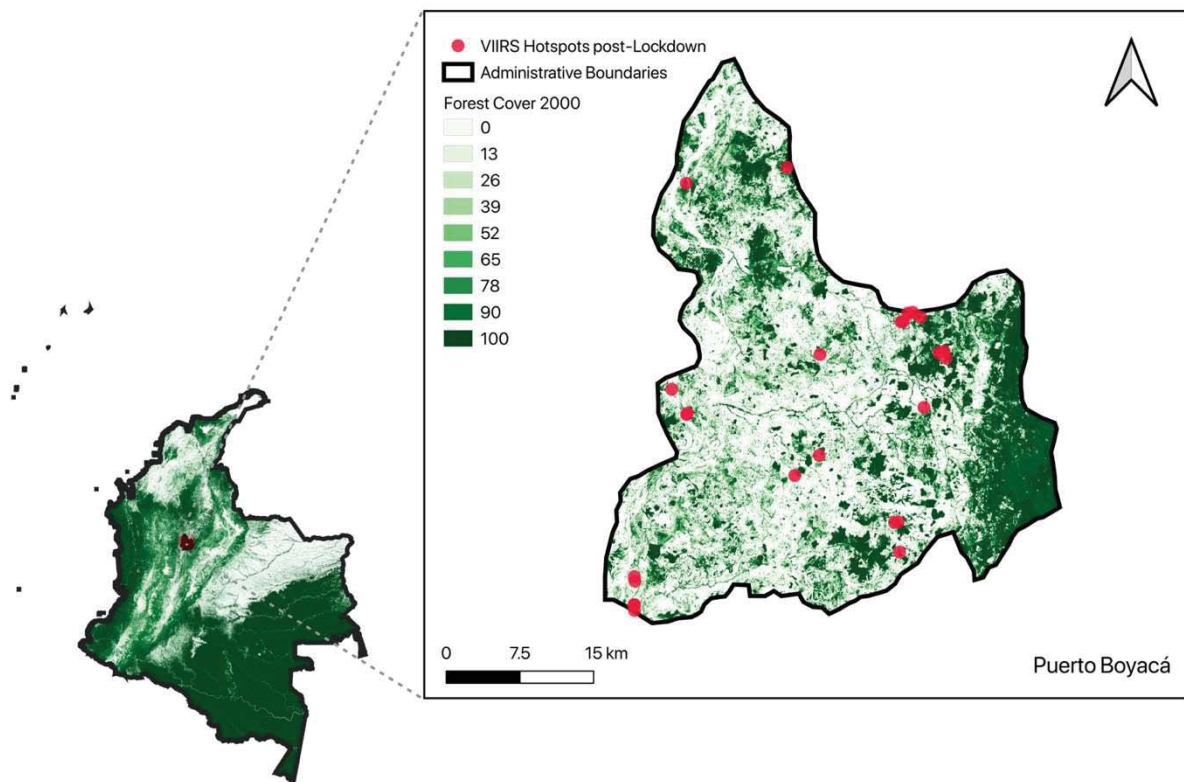 VIIRS Hotspots post-Lockdown
Administrative Boundaries
Forest Cover 2000
0
13
26
39
52
65
78
90
100
0 7.5 15 km
Puerto Boyacá